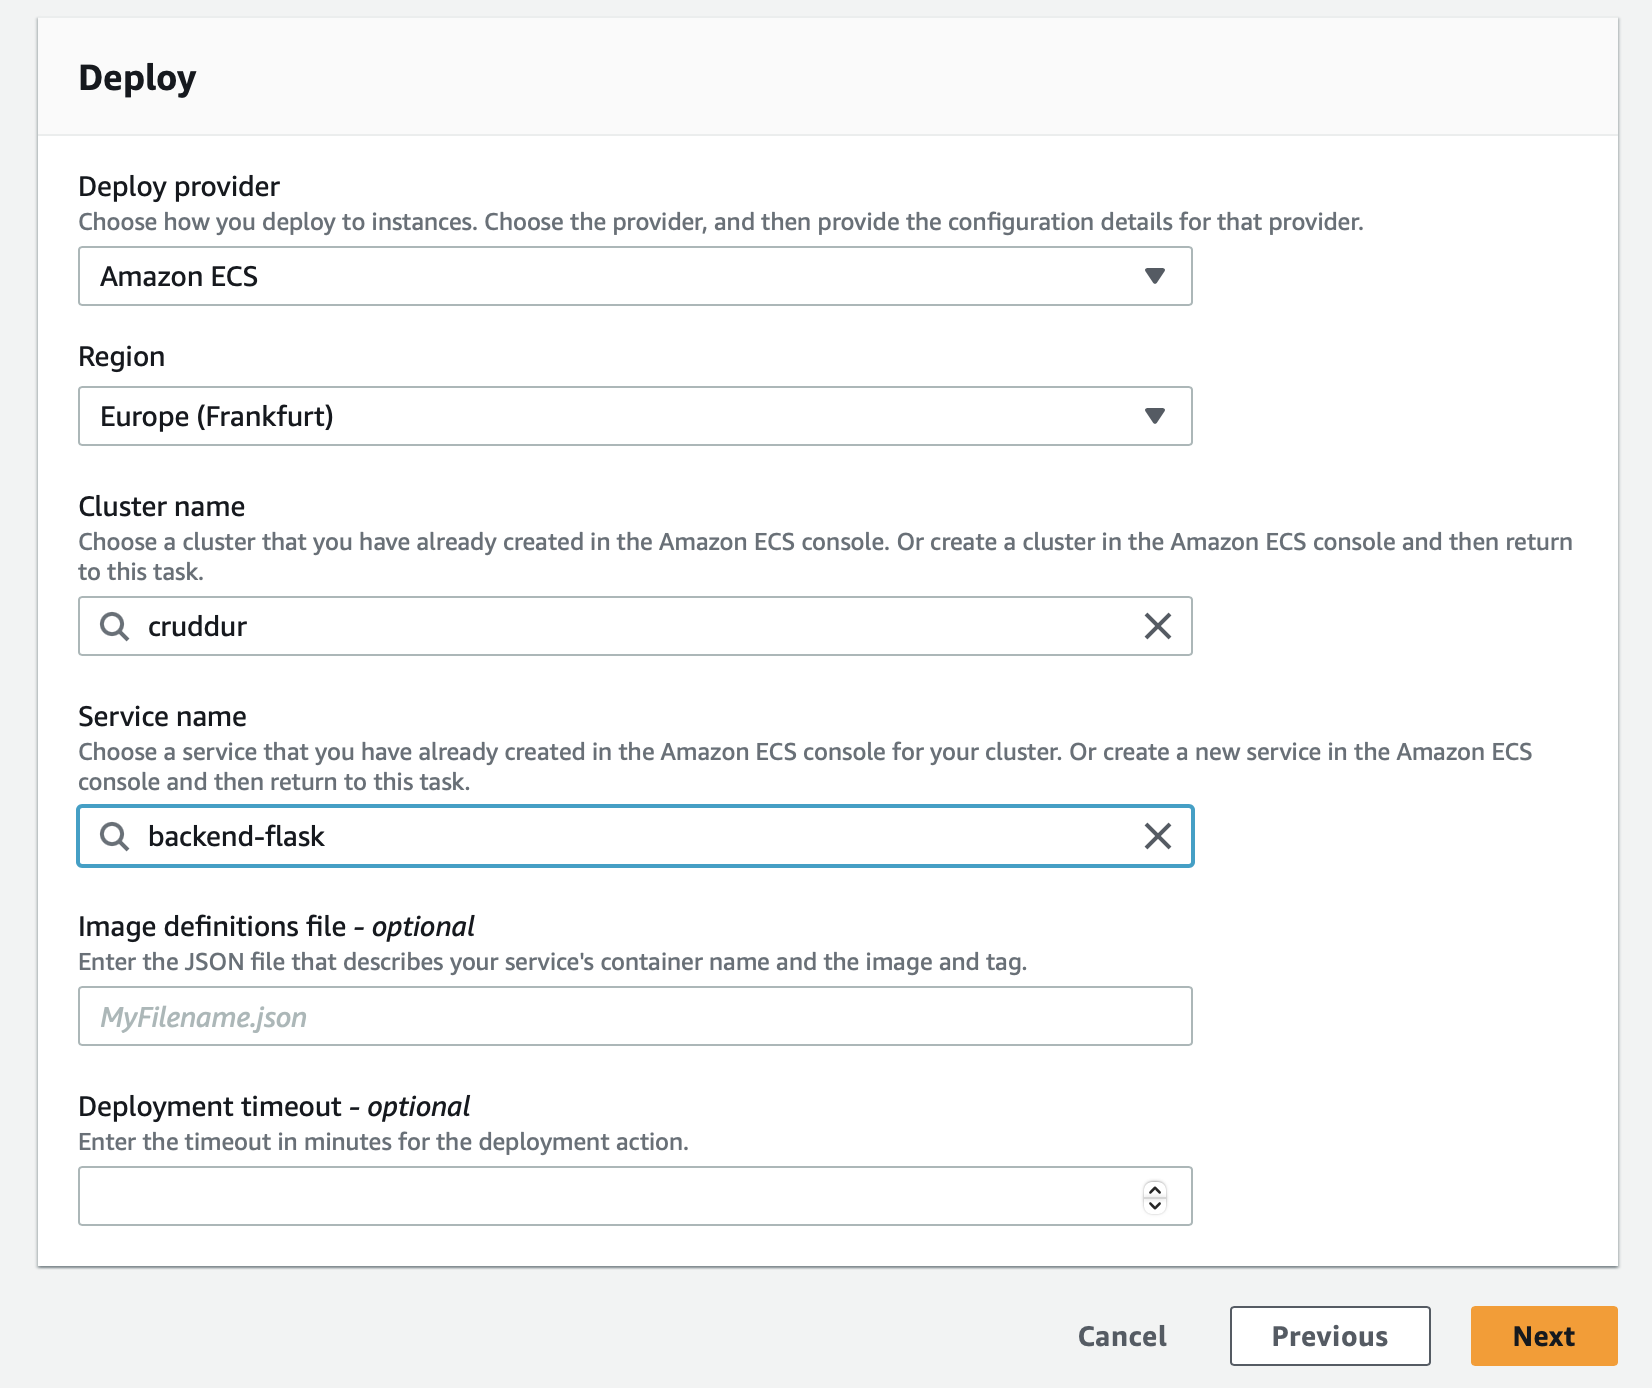 Deploy
Deploy provider
Choose how you deploy to instances. Choose the provider, and then provide the configuration details for that provider.
Amazon ECS
Region
Europe (Frankfurt)
Cluster name
Choose a cluster that you have already created in the Amazon ECS console. Or create a cluster in the Amazon ECS console and then return
to this task.
cruddur
Service name
Choose a service that you have already created in the Amazon ECS console for your cluster. Or create a new service in the Amazon ECS
console and then return to this task.
backend-flask
Image definitions file - optional
Enter the JSON file that describes your service's container name and the image and tag.
MyFilename.json
Deployment timeout - optional
Enter the timeout in minutes for the deployment action.
Cancel
Previous
Next